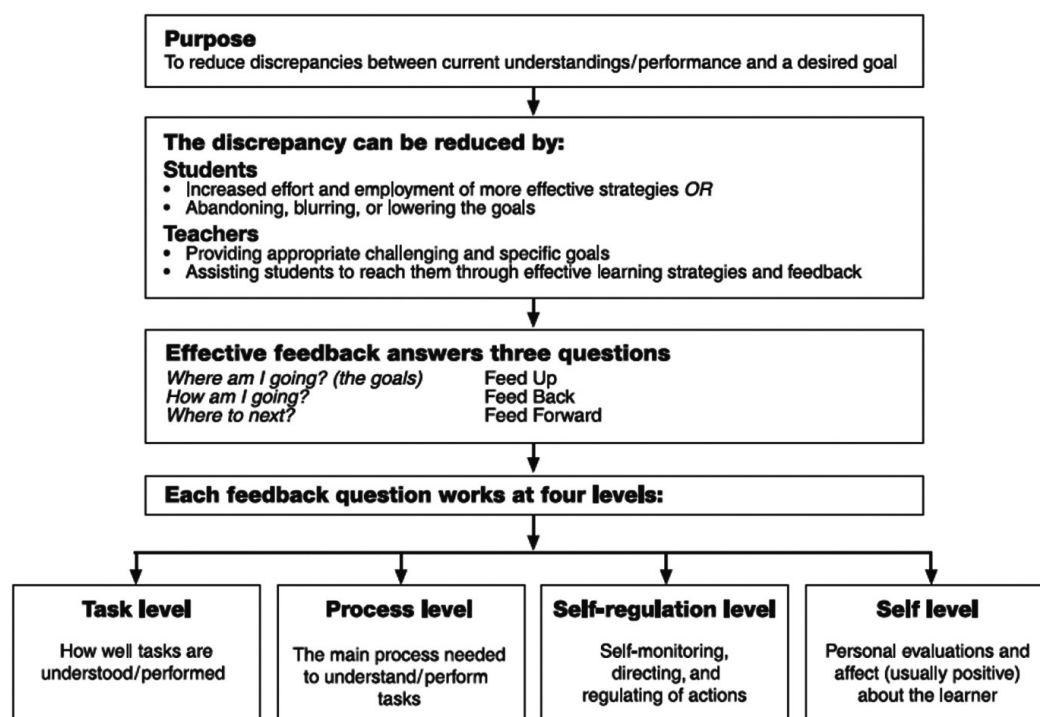 Purpose
To reduce discrepancies between current understandings/performance and a desired goal
The discrepancy can be reduced by:
Students
• Increased effort and employment of more effective strategies OR
• Abandoning, blurring, or lowering the goals
Teachers
• Providing appropriate challenging and specific goals
• Assisting students to reach them through effective learning strategies and feedback
Effective feedback answers three questions
Where am I going? (the goals) Feed Up
How am I going? Feed Back
Where to next? Feed Forward
Each feedback question works at four levels:
Task level
How well tasks are
understood/performed
Process level
The main process needed
to understand/perform
tasks
Self-regulation level
Self-monitoring,
directing, and
regulating of actions
Self level
Personal evaluations and
affect (usually positive)
about the learner